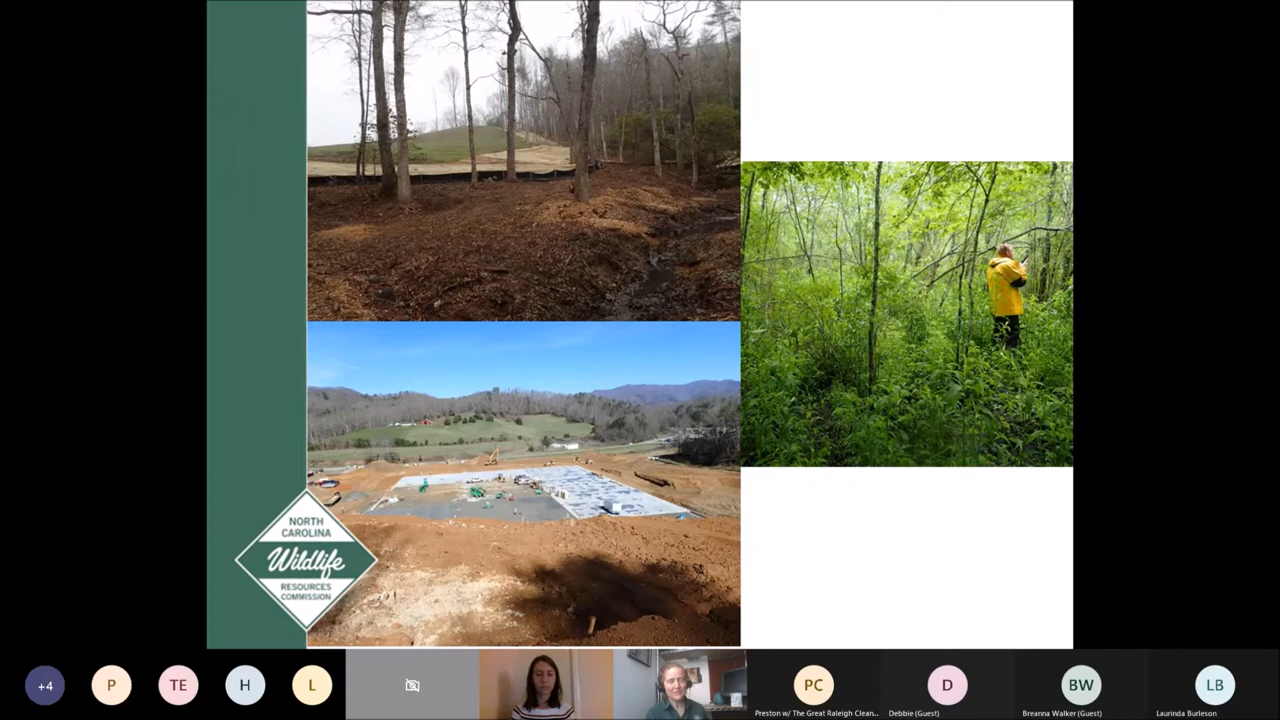 NORTH
CAROLINA
Wildlife
RESOURCES
COMMISSION
+4
P
TE
H
L
PC
D
BW
LB
Preston w/ The Great Raleigh Clean...
Debbie (Guest)
Breanna Walker (Guest)
Laurinda Burleson